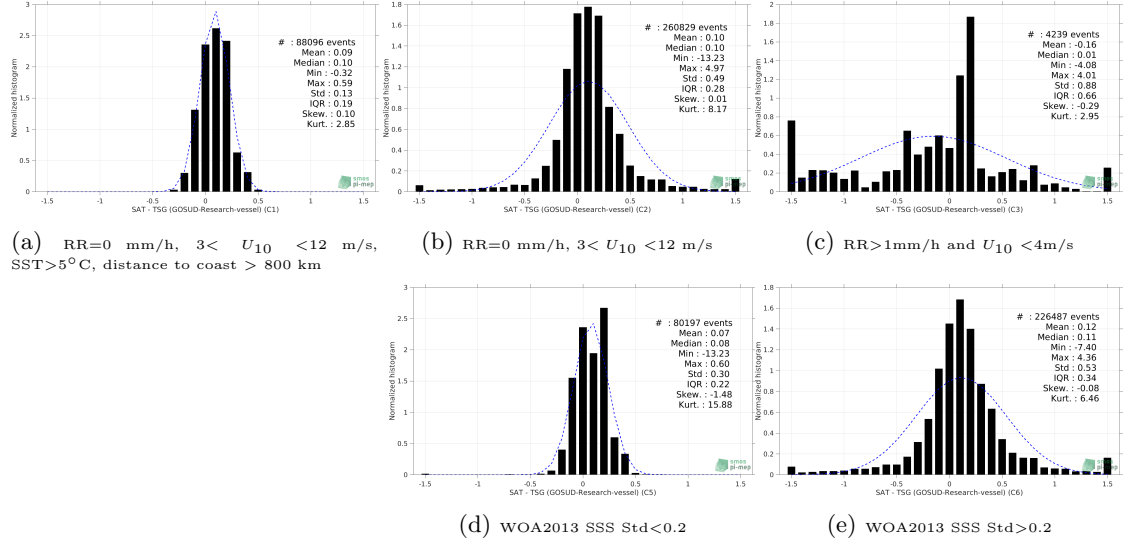 3
2.5
2
1.5
1
0.5
0
Normalized histogram
# : 88096 events
Mean : 0.09
Median : 0.10
Min : -0.32
Max : 0.59
Std : 0.13
IQR : 0.19
Skew. : 0.10
Kurt. : 2.85
smos
pi-mep
-1.5 -1 -0.5 0 0.5 1 1.5
SAT - TSG (GOSUD-Research-vessel) (C1)
(a) RR=0 mm/h, 3< U10 <12 m/s,
SST>5°C, distance to coast > 800 km
1.8
1.6
1.4
1.2
1
0.8
0.6
0.4
0.2
0
Normalized histogram
# : 260829 events
Mean : 0.10
Median : 0.10
Min : -13.23
Max : 4.97
Std : 0.49
IQR : 0.28
Skew. : 0.01
Kurt. : 8.17
smos
pi-mep
-1.5 -1 -0.5 0 0.5 1 1.5
SAT - TSG (GOSUD-Research-vessel) (C2)
(b) RR=0 mm/h, 3< U10 <12 m/s
2
1.8
1.6
1.4
1.2
1
0.8
0.6
0.4
0.2
0
Normalized histogram
# : 4239 events
Mean : -0.16
Median : 0.01
Min : -4.08
Max : 4.01
Std : 0.88
IQR : 0.66
Skew. : -0.29
Kurt. : 2.95
smos
pi-mep
-1.5 -1 -0.5 0 0.5 1 1.5
SAT - TSG (GOSUD-Research-vessel) (C3)
(c) RR>1mm/h and U10 <4m/s
3
2.5
2
1.5
1
0.5
0
Normalized histogram
# : 80197 events
Mean : 0.07
Median : 0.08
Min : -13.23
Max : 0.60
Std : 0.30
IQR : 0.22
Skew. : -1.48
Kurt. : 15.88
smos
pi-mep
-1.5 -1 -0.5 0 0.5 1 1.5
SAT - TSG (GOSUD-Research-vessel) (C5)
(d) WOA2013 SSS Std<0.2
1.8
1.6
1.4
1.2
1
0.8
0.6
0.4
0.2
0
Normalized histogram
# : 226487 events
Mean : 0.12
Median : 0.11
Min : -7.40
Max : 4.36
Std : 0.53
IQR : 0.34
Skew. : -0.08
Kurt. : 6.46
smos
pi-mep
-1.5 -1 -0.5 0 0.5 1 1.5
SAT - TSG (GOSUD-Research-vessel) (C6)
(e) WOA2013 SSS Std>0.2